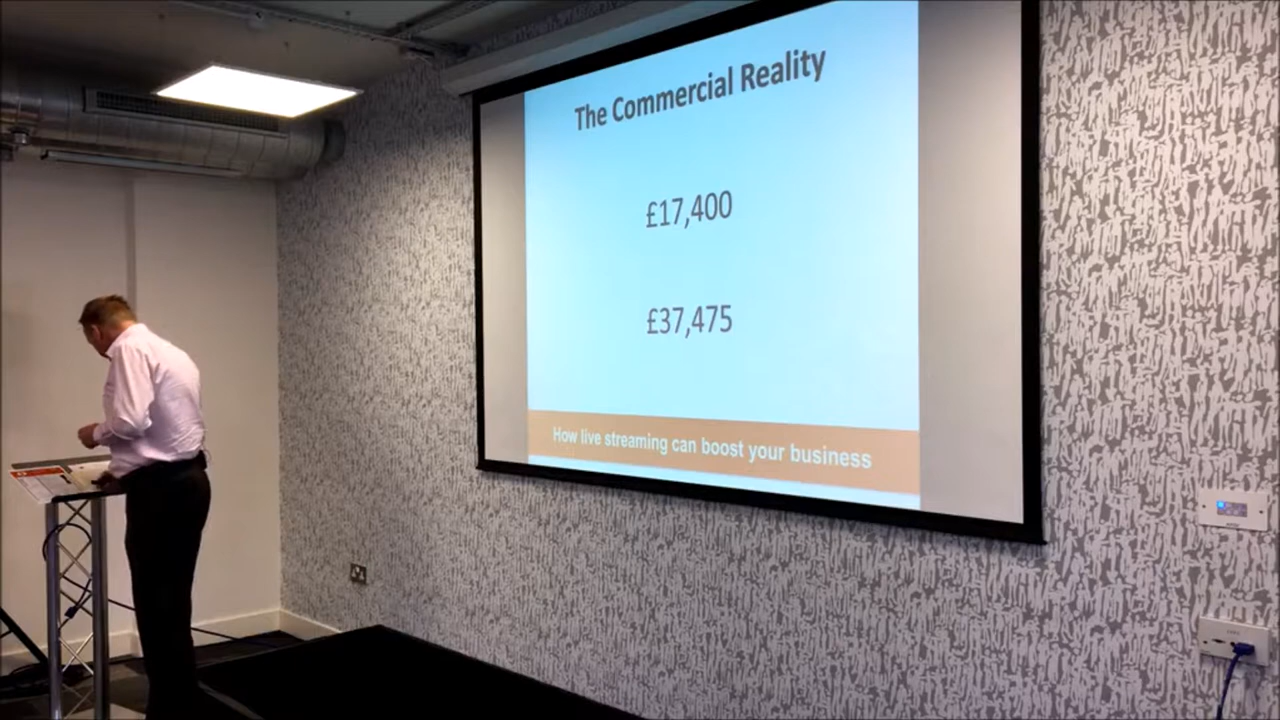 The Commercial Reality
£17,400
£37,475
How live streaming can boost your business